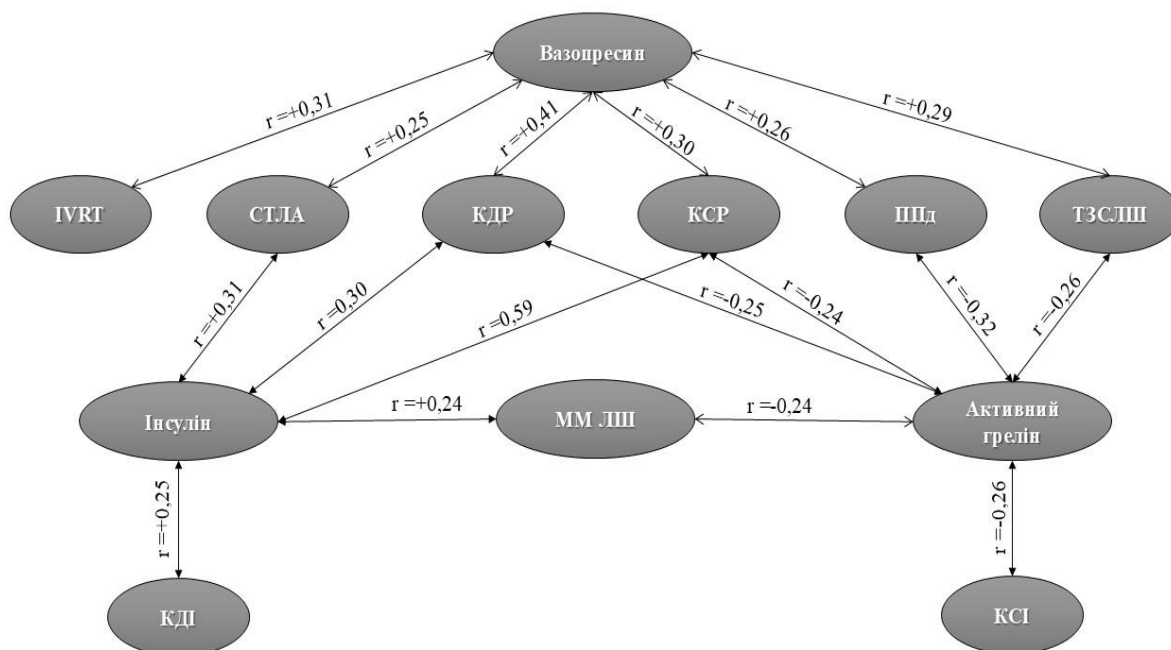 Вазопресин
r =+0,31
r =+0,25
r =+0,41
r =+0,30
r =+0,26
r =+0,29
IVRT
СТЛА
КДР
КСР
ППд
ТЗСЛШ
r =+0,31
r =0,30
r =0,59
r =-0,25
r =-0,24
r =-0,32
r =-0,26
Інсулін
r =+0,24
ММ ЛШ
r =-0,24
Активний
грелін
r =+0,25
r =-0,26
КДІ
КСІ